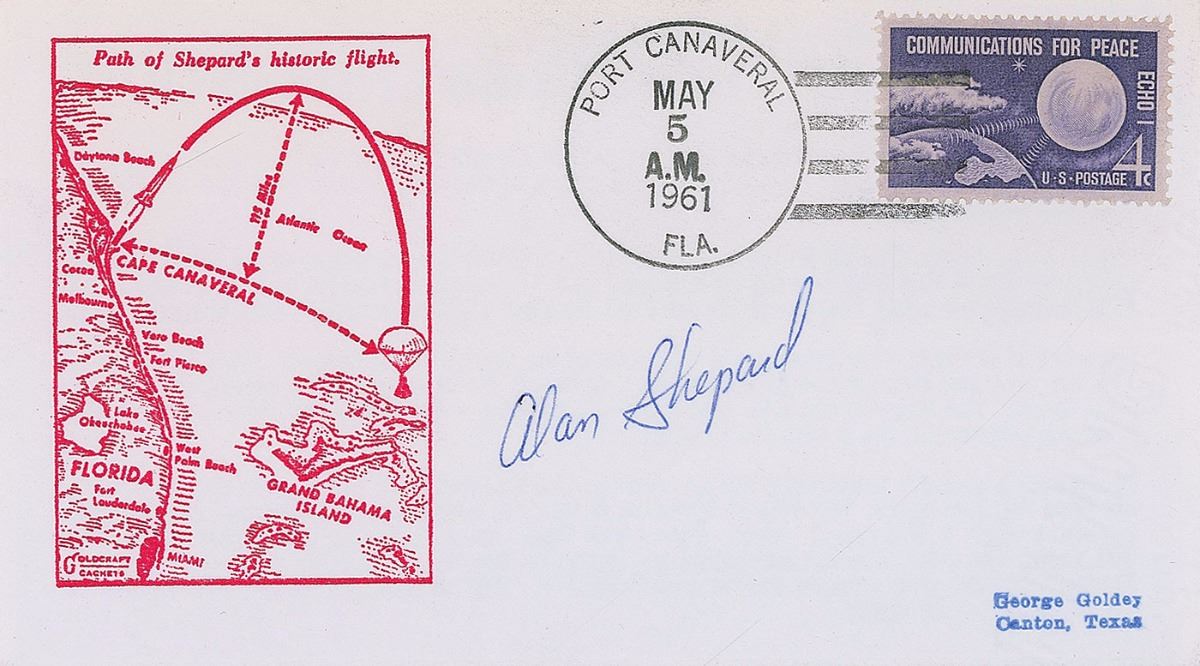 Path of Shepard's historic flight.
Daytona Beach
115 Miles
Atlantic Ocean
CAPE CANAVERAL
Cocoa
Melbourne
Vero Beach
Fort Pierce
Lake
Okeechobee
West
Palm Beach
FLORIDA
Fort
Lauderdale
GRAND BAHAMA
ISLAND
MIAMI
GOLDCRAFT
CACHETS
PORT CANAVERAL
MAY
5
A.M.
1961
FLA.
COMMUNICATIONS FOR PEACE
ECHO I
4c
U·S·POSTAGE
Alan Shepard
George Goldey
Canton, Texas